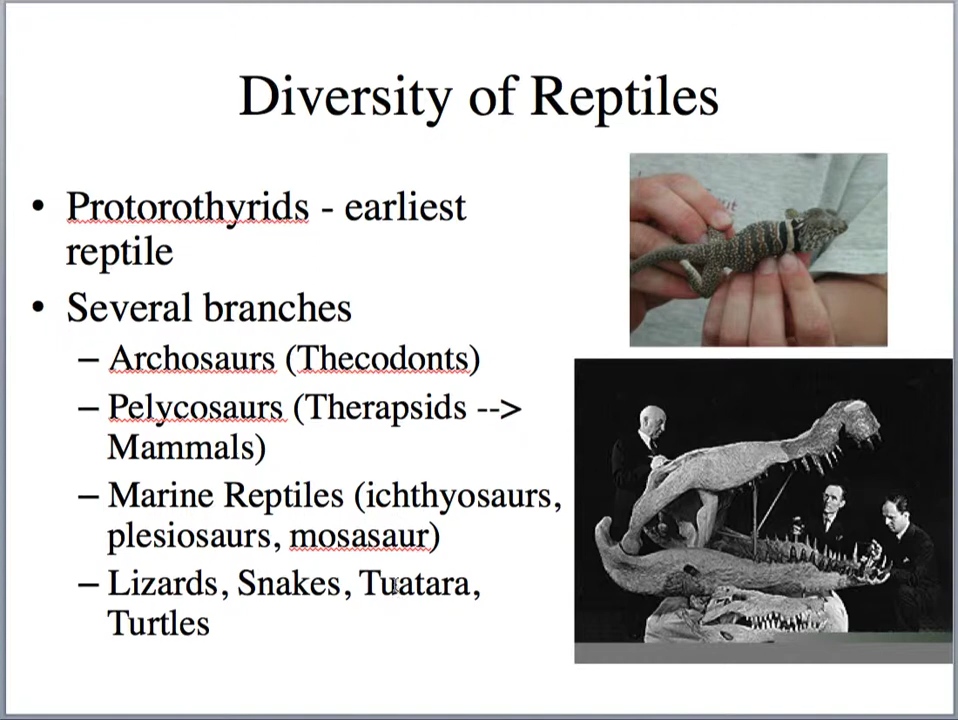 Diversity of Reptiles
• Protorothyrids - earliest
reptile
• Several branches
– Archosaurs (Thecodonts)
– Pelycosaurs (Therapsids -->
Mammals)
– Marine Reptiles (ichthyosaurs,
plesiosaurs, mosasaur)
– Lizards, Snakes, Tuatara,
Turtles